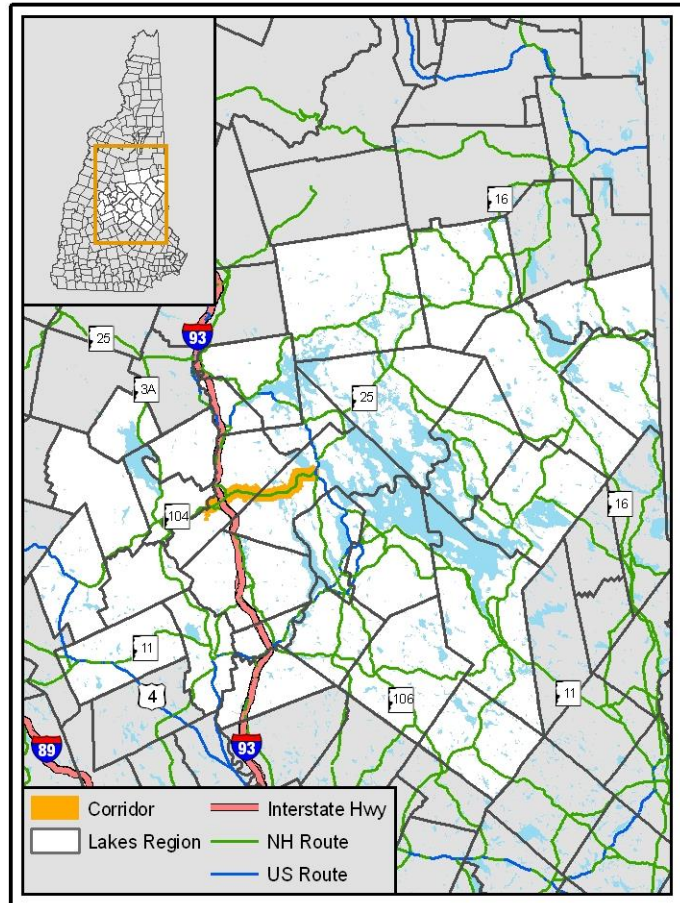 16
93
25
3A
25
104
16
11
4
106
11
89
93
Corridor
Interstate Hwy
Lakes Region
NH Route
US Route